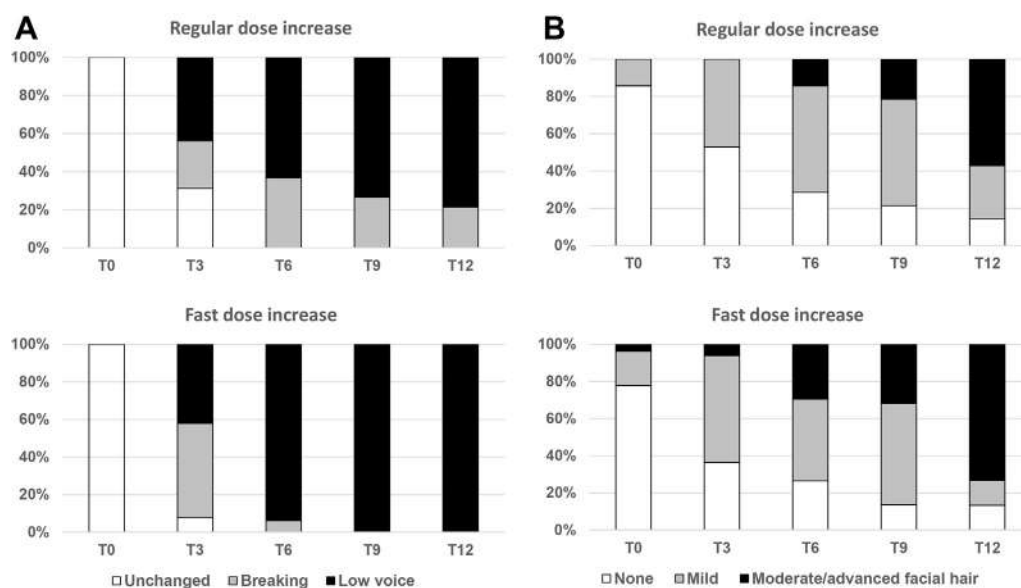 A
Regular dose increase
100%
80%
60%
40%
20%
0%
T0 T3 T6 T9 T12
Fast dose increase
100%
80%
60%
40%
20%
0%
T0 T3 T6 T9 T12
Unchanged Breaking Low voice
B
Regular dose increase
100%
80%
60%
40%
20%
0%
T0 T3 T6 T9 T12
Fast dose increase
100%
80%
60%
40%
20%
0%
T0 T3 T6 T9 T12
None Mild Moderate/advanced facial hair